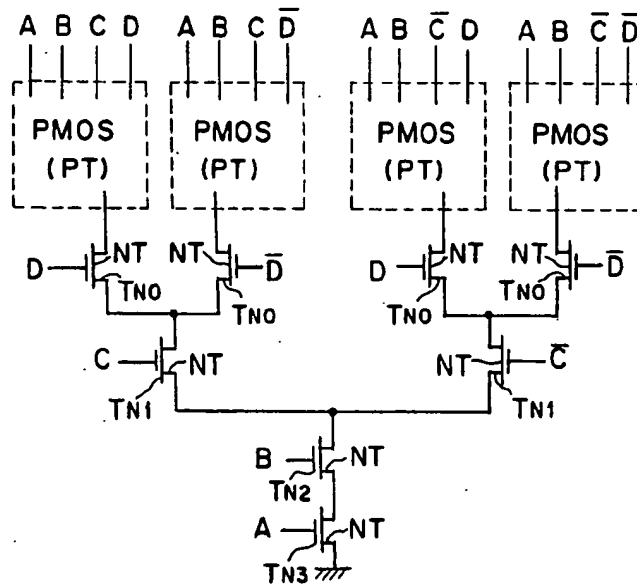 A B C D A B C D̅ A B C̅ D A B C̅ D̅
PMOS (PT) PMOS (PT) PMOS (PT) PMOS (PT)
D NT TN0 NT D̅ TN0 D NT TN0 NT D̅ TN0
C NT TN1 NT C̅ TN1
B NT TN2
A NT TN3